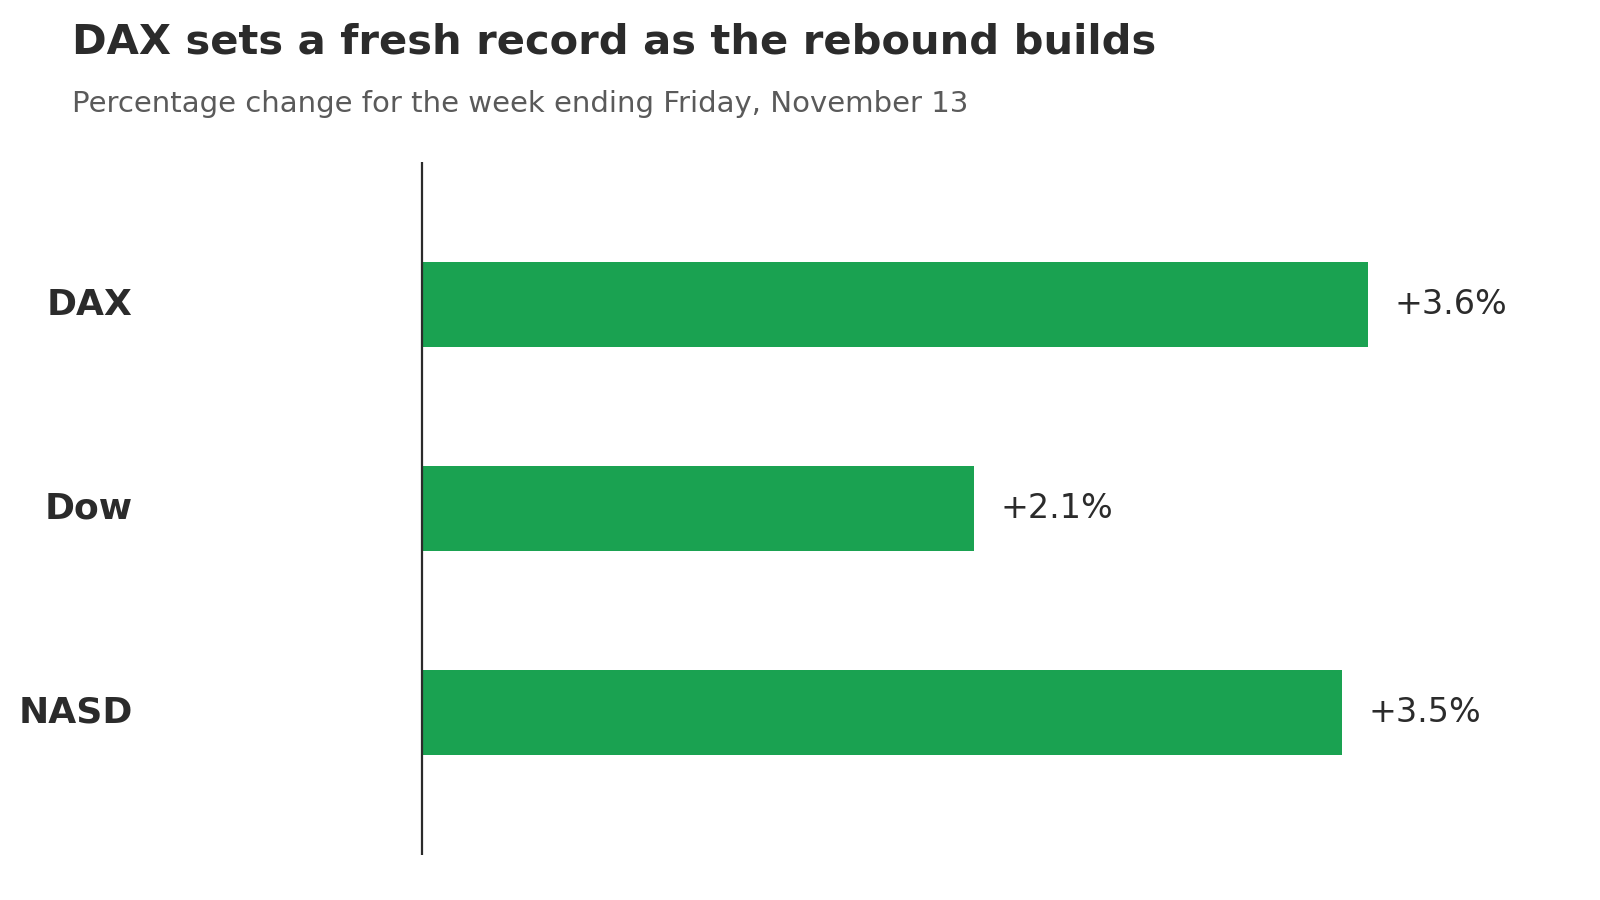 DAX sets a fresh record as the rebound builds
Percentage change for the week ending Friday, November 13
DAX +3.6%
Dow +2.1%
NASD +3.5%